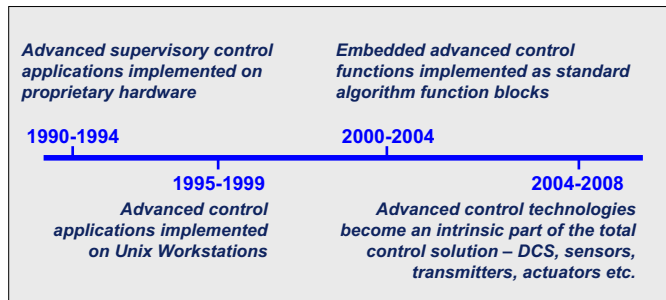 Advanced supervisory control
applications implemented on
proprietary hardware
Embedded advanced control
functions implemented as standard
algorithm function blocks
1990-1994
2000-2004
1995-1999
2004-2008
Advanced control
applications implemented
on Unix Workstations
Advanced control technologies
become an intrinsic part of the total
control solution – DCS, sensors,
transmitters, actuators etc.